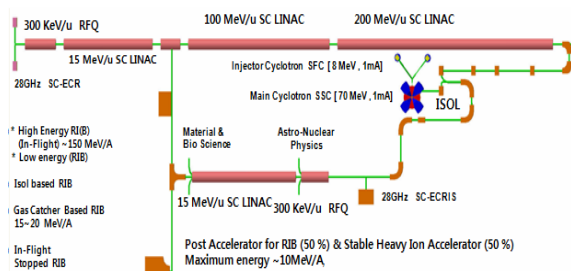 300 KeV/u RFQ
100 MeV/u SC LINAC
200 MeV/u SC LINAC
15 MeV/u SC LINAC
28GHz SC-ECR
Injector Cyclotron SFC [8 MeV , 1mA]
Main Cyclotron SSC [70 MeV , 1mA]
ISOL
* High Energy RI(B)
(In-Flight) ~150 MeV/A
* Low energy (RIB)
Isol based RIB
Gas Catcher Based RIB
15~20 MeV/A
In-Flight
Stopped RIB
Material &
Bio Science
Astro-Nuclear
Physics
15 MeV/u SC LINAC
300 KeV/u RFQ
28GHz SC-ECRIS
Post Accelerator for RIB (50 %) & Stable Heavy Ion Accelerator (50 %)
Maximum energy ~10MeV/A,